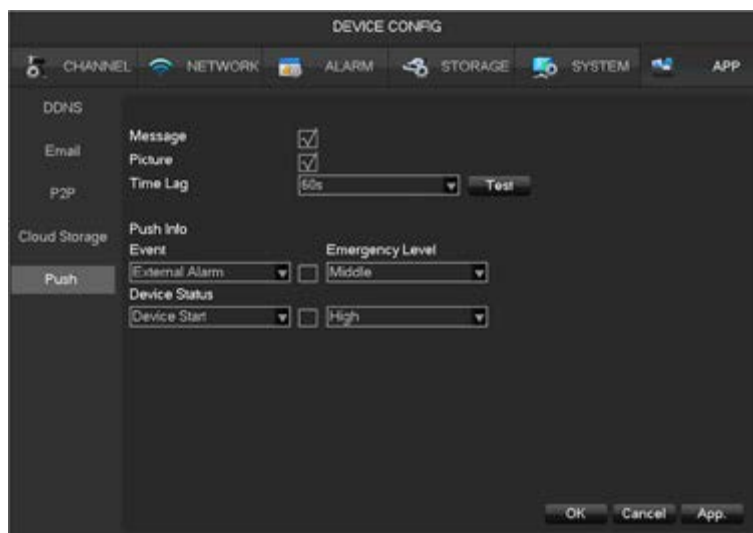 DEVICE CONFIG
CHANNEL NETWORK ALARM STORAGE SYSTEM APP
DDNS
Email
P2P
Cloud Storage
Push
Message
Picture
Time Lag 60s Test
Push Info
Event Emergency Level
External Alarm Middle
Device Status
Device Start High
OK Cancel App.